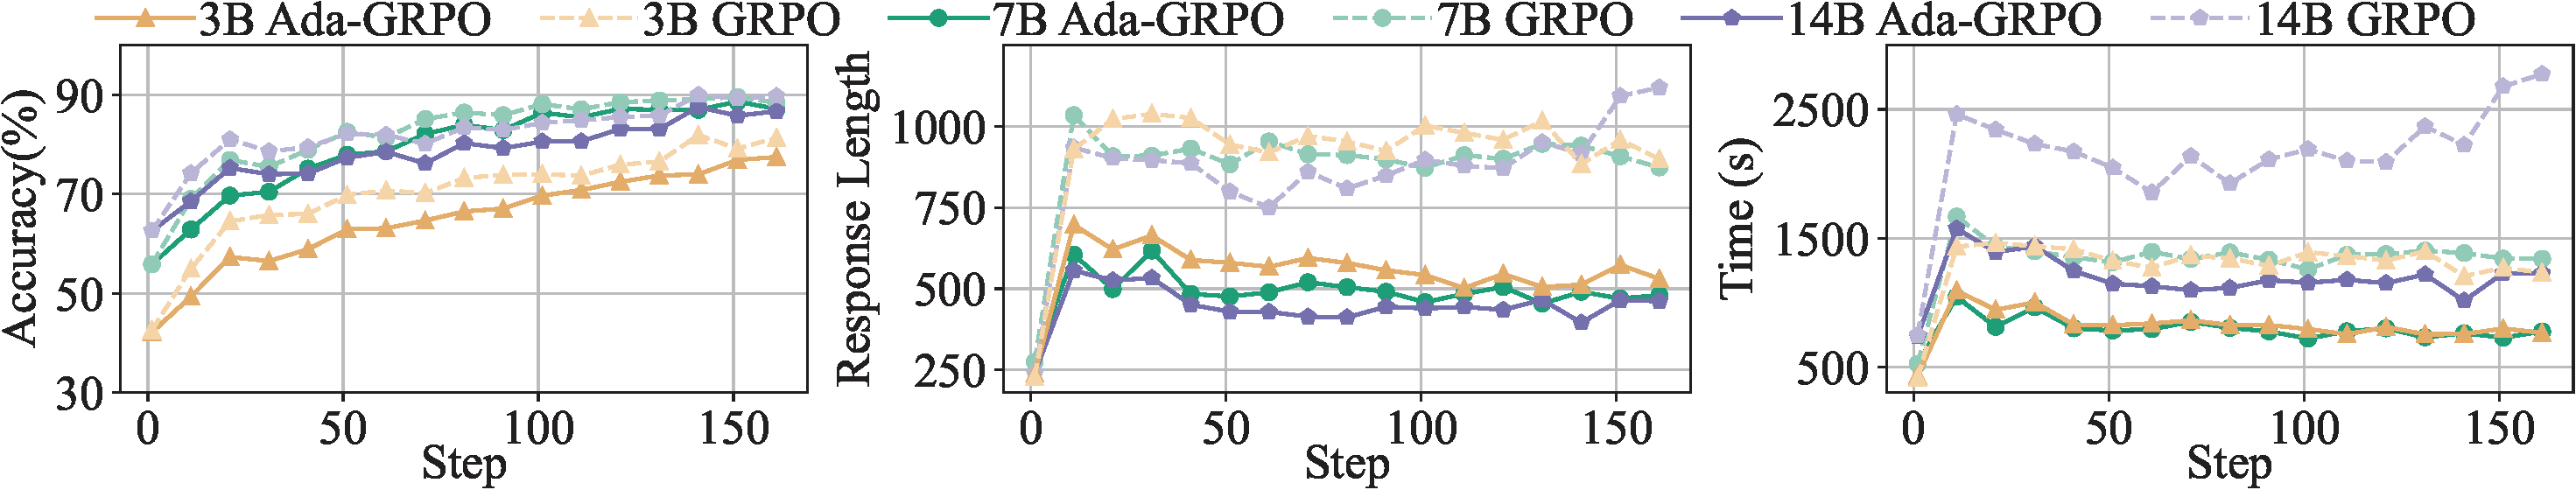 3B Ada-GRPO 3B GRPO 7B Ada-GRPO 7B GRPO 14B Ada-GRPO 14B GRPO
Accuracy(%)
90
70
50
30
0 50 100 150
Step
Response Length
1000
750
500
250
0 50 100 150
Step
Time (s)
2500
1500
500
0 50 100 150
Step